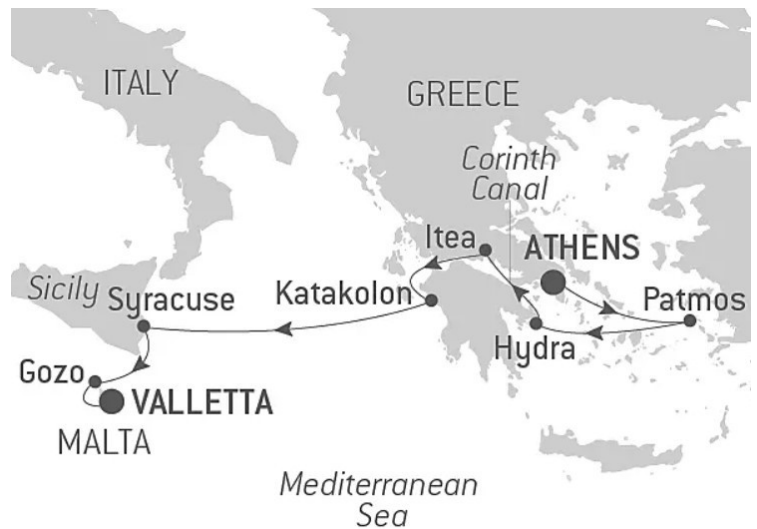 ITALY
GREECE
Corinth
Canal
Itea
ATHENS
Sicily
Syracuse
Katakolon
Patmos
Hydra
Gozo
VALLETTA
MALTA
Mediterranean
Sea